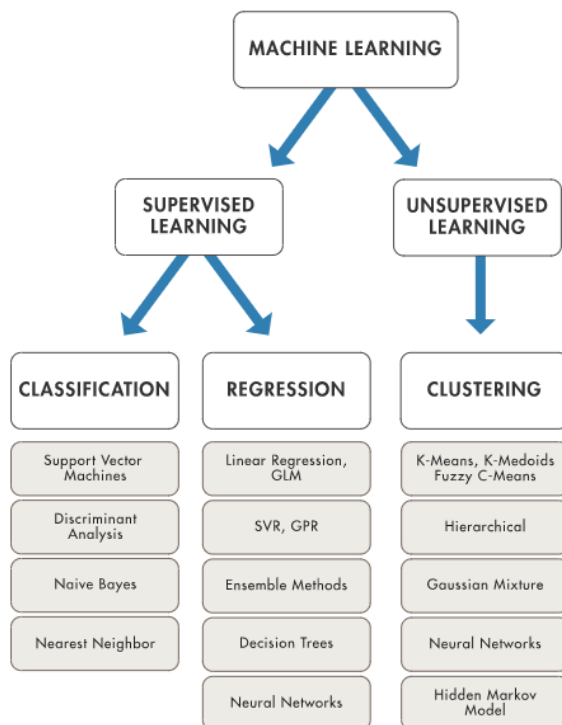 MACHINE LEARNING
SUPERVISED
LEARNING
UNSUPERVISED
LEARNING
CLASSIFICATION
Support Vector
Machines
Discriminant
Analysis
Naive Bayes
Nearest Neighbor
REGRESSION
Linear Regression,
GLM
SVR, GPR
Ensemble Methods
Decision Trees
Neural Networks
CLUSTERING
K-Means, K-Medoids
Fuzzy C-Means
Hierarchical
Gaussian Mixture
Neural Networks
Hidden Markov
Model